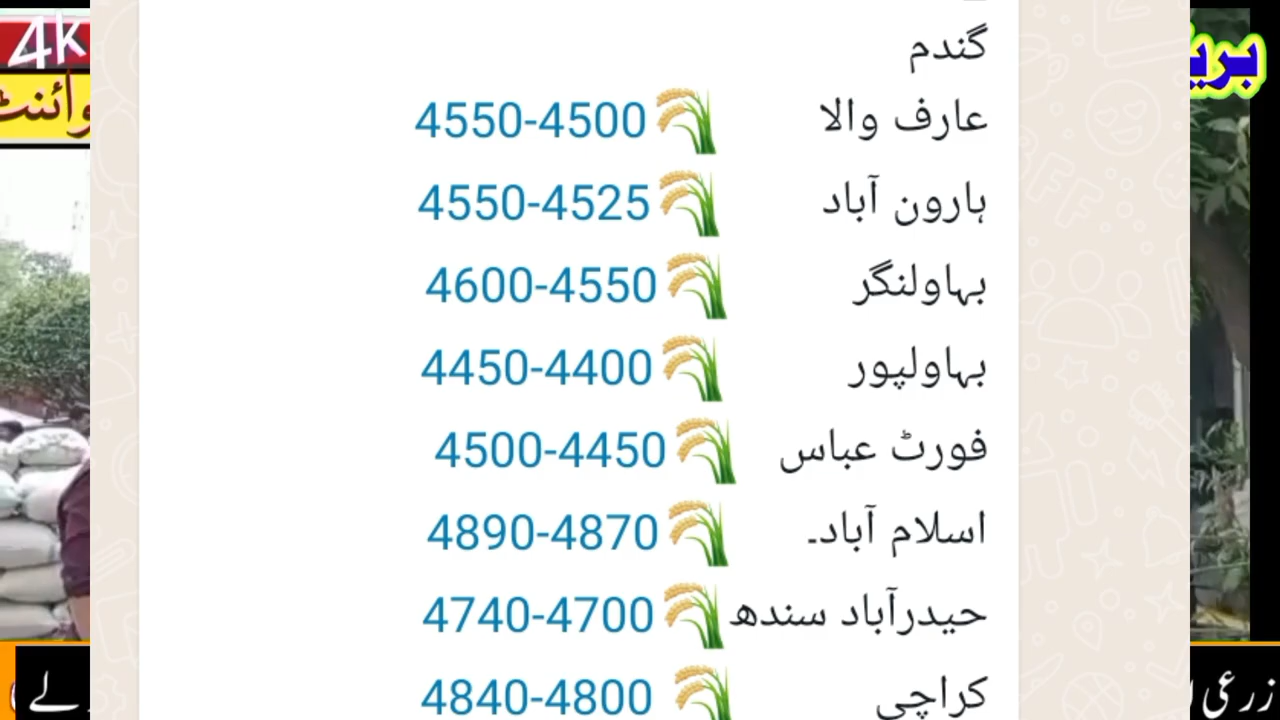 گندم
عارف والا 🌾 4550-4500
ہارون آباد 🌾 4550-4525
بہاولنگر 🌾 4600-4550
بہاولپور 🌾 4450-4400
فورٹ عباس 🌾 4500-4450
اسلام آباد۔ 🌾 4890-4870
حیدرآباد سندھ 🌾 4740-4700
کراچی 🌾 4840-4800
4k
زرعی